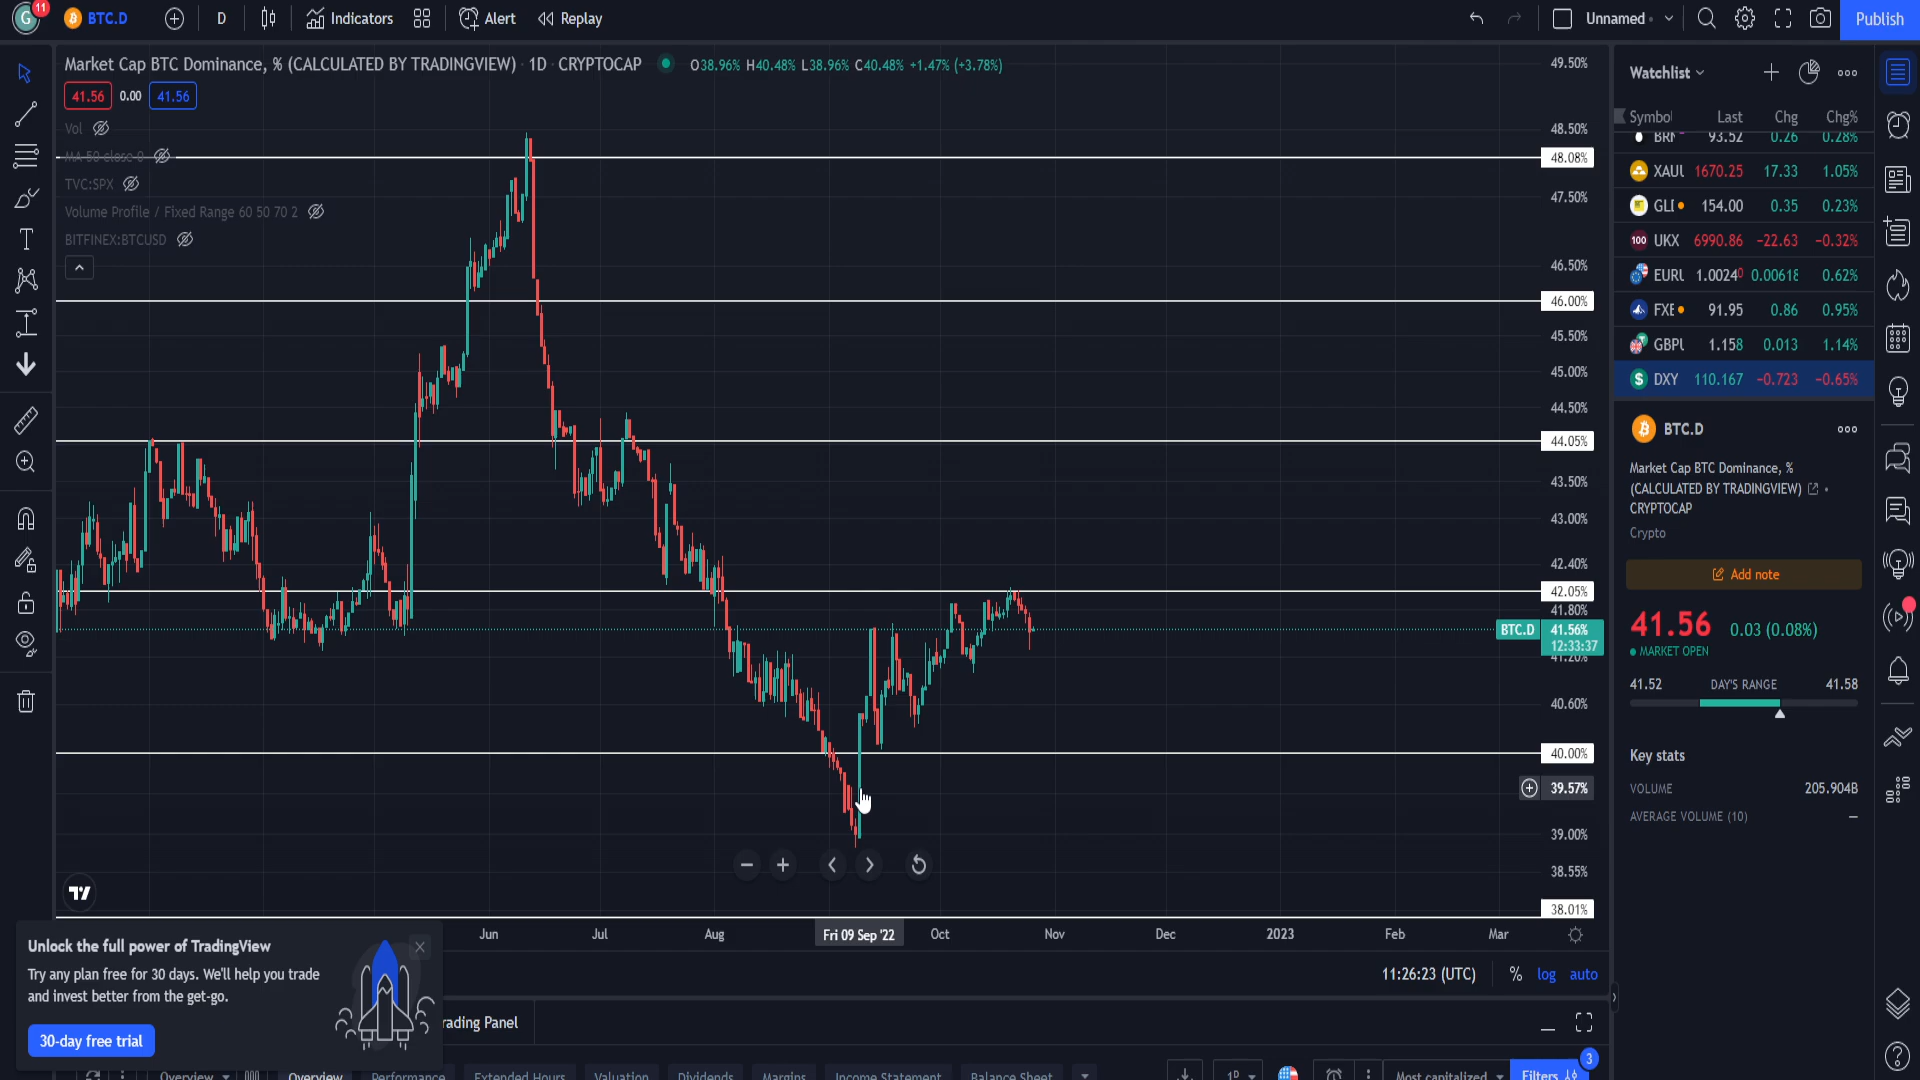 G 11 BTC.D D Indicators Alert Replay Unnamed Publish
Market Cap BTC Dominance, % (CALCULATED BY TRADINGVIEW) · 1D · CRYPTOCAP O38.96% H40.48% L38.96% C40.48% +1.47% (+3.78%)
41.56 0.00 41.56
Vol
MA 50 close 0
TVC:SPX
Volume Profile / Fixed Range 60 50 70 2
BITFINEX:BTCUSD
49.50%
48.50%
48.08%
47.50%
46.50%
46.00%
45.50%
45.00%
44.50%
44.05%
43.50%
43.00%
42.40%
42.05%
41.80%
BTC.D 41.56%
12:33:37
41.20%
40.60%
40.00%
39.57%
39.00%
38.55%
38.01%
Jun Jul Aug Fri 09 Sep '22 Oct Nov Dec 2023 Feb Mar
11:26:23 (UTC) % log auto
Unlock the full power of TradingView
Try any plan free for 30 days. We'll help you trade
and invest better from the get-go.
30-day free trial
rading Panel
Overview Overview Performance Extended Hours Valuation Dividends Margins Income Statement Balance Sheet 1D Most capitalized Filters 3
Watchlist
Symbol Last Chg Chg%
BRN 93.52 0.26 0.28%
XAUU 1670.25 17.33 1.05%
GLD 154.00 0.35 0.23%
100 UKX 6990.86 −22.63 −0.32%
EURU 1.00240 0.00618 0.62%
FXE 91.95 0.86 0.95%
GBPU 1.158 0.013 1.14%
$ DXY 110.167 −0.723 −0.65%
BTC.D
Market Cap BTC Dominance, %
(CALCULATED BY TRADINGVIEW) •
CRYPTOCAP
Crypto
Add note
41.56 0.03 (0.08%)
MARKET OPEN
41.52 DAY'S RANGE 41.58
Key stats
VOLUME 205.904B
AVERAGE VOLUME (10) —